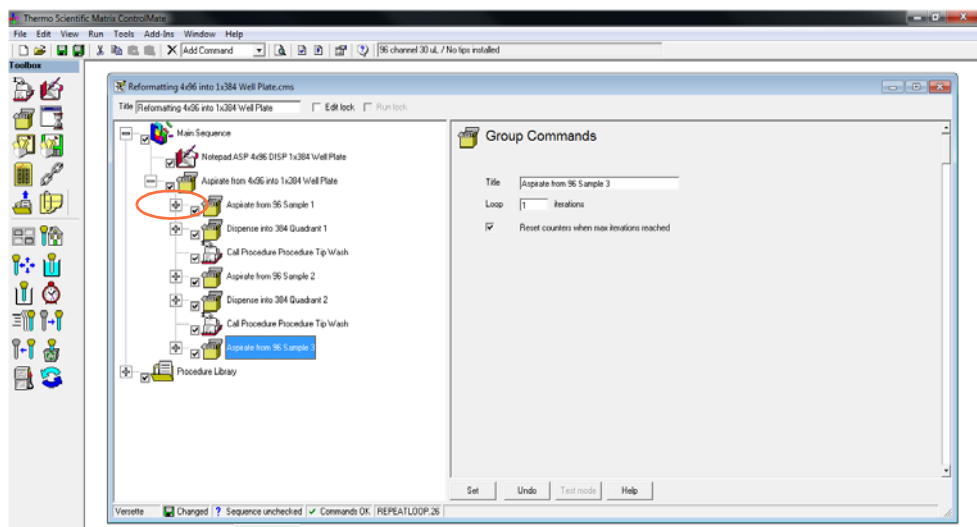 Thermo Scientific Matrix ControlMate
File Edit View Run Tools Add-Ins Window Help
Add Command 96 channel 30 uL / No tips installed
Toolbox
Reformatting 4x96 into 1x384 Well Plate.cms
Title Reformatting 4x96 into 1x384 Well Plate Edit lock Run lock
Main Sequence
Notepad ASP 4x96 DISP 1x384 Well Plate
Aspirate from 4x96 into 1x384 Well Plate
Aspirate from 96 Sample 1
Dispense into 384 Quadrant 1
Call Procedure Procedure Tip Wash
Aspirate from 96 Sample 2
Dispense into 384 Quadrant 2
Call Procedure Procedure Tip Wash
Aspirate from 96 Sample 3
Procedure Library
Group Commands
Title Aspirate from 96 Sample 3
Loop 1 iterations
Reset counters when max iterations reached
Set Undo Test mode Help
Versette Changed ? Sequence unchecked Commands OK REPEATLOOP.26